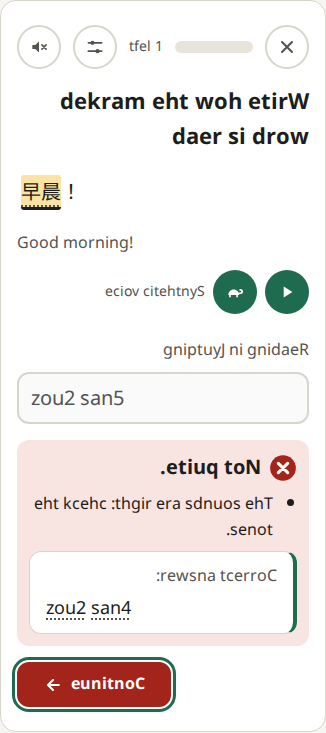 tfel 1
dekram eht woh etirW
daer si drow
早晨！
Good morning!
eciov citehtnyS
gnitpuyJ ni gnidaeR
zou2 san5
.etiuq toN
eht kcehc :thgir era sdnuos ehT
.senot
:rewsna tcerroC
zou2 san4
← eunitnoC